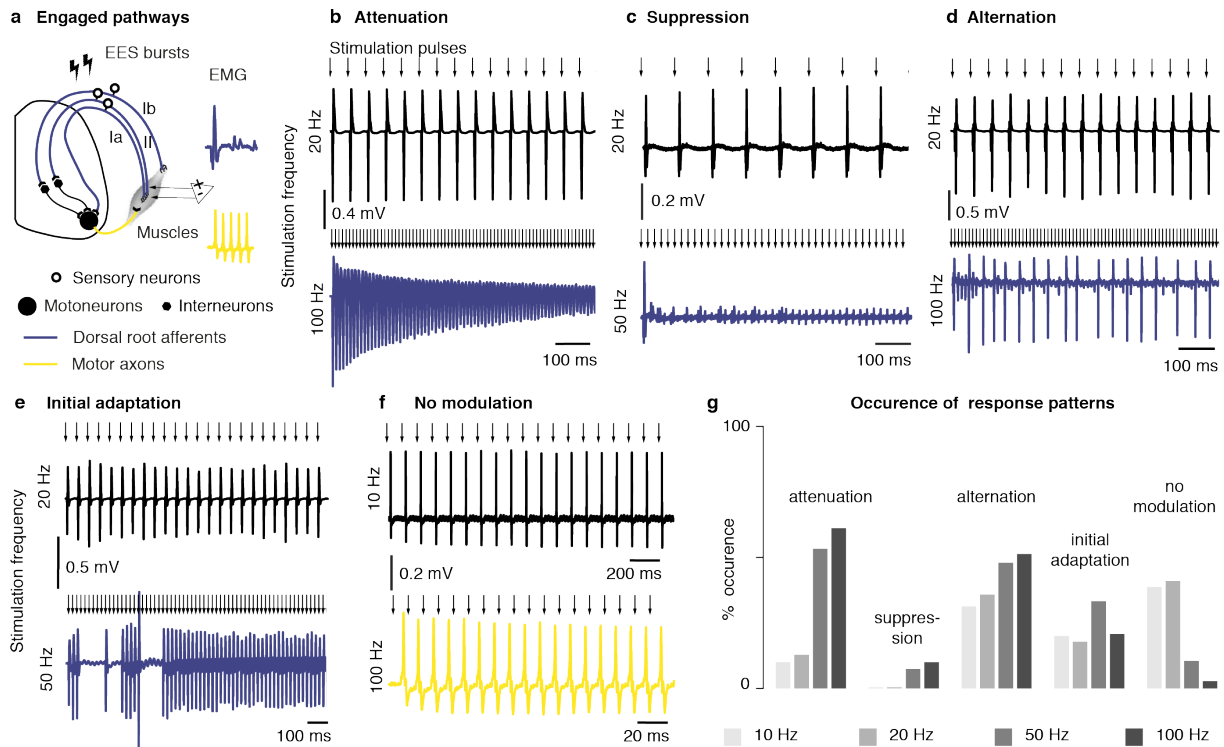 a Engaged pathways
EES bursts
EMG
Ib
Ia
II
+
-
Muscles
Sensory neurons
Motoneurons
Interneurons
Dorsal root afferents
Motor axons
b Attenuation
Stimulation pulses
Stimulation frequency
20 Hz
0.4 mV
100 Hz
100 ms
c Suppression
20 Hz
0.2 mV
50 Hz
100 ms
d Alternation
20 Hz
0.5 mV
100 Hz
100 ms
e Initial adaptation
Stimulation frequency
20 Hz
0.5 mV
50 Hz
100 ms
f No modulation
10 Hz
200 ms
0.2 mV
100 Hz
20 ms
g Occurence of response patterns
% occurence
100
0
attenuation
suppres-
sion
alternation
initial
adaptation
no
modulation
10 Hz
20 Hz
50 Hz
100 Hz